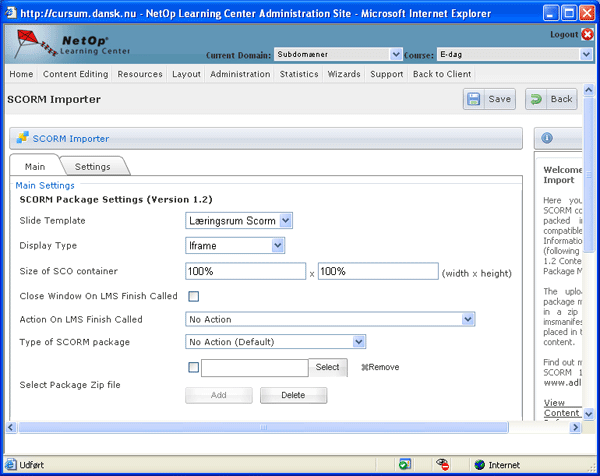 http://cursum.dansk.nu - NetOp Learning Center Administration Site - Microsoft Internet Explorer
NetOp®
Learning Center
Logout
Current Domain: Subdomæner Course: E-dag
Home Content Editing Resources Layout Administration Statistics Wizards Support Back to Client
SCORM Importer
Save Back
SCORM Importer
Main Settings
Main Settings
SCORM Package Settings (Version 1.2)
Slide Template Læringsrum Scorm
Display Type Iframe
Size of SCO container 100% x 100% (width x height)
Close Window On LMS Finish Called
Action On LMS Finish Called No Action
Type of SCORM package No Action (Default)
Select ⌘Remove
Select Package Zip file
Add Delete
Welcome
Import
Here you
SCORM co
packed in
compatible
Information
(following
1.2 Conte
Package M
The uploa
package m
in a zip
imsmanifes
placed in t
content.
Find out m
SCORM 1
www.adl
View
Content
Udført Internet